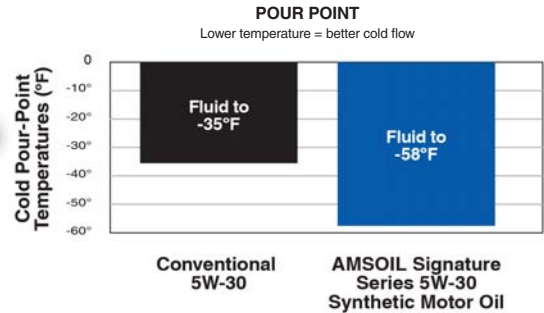 POUR POINT
Lower temperature = better cold flow
Cold Pour-Point
Temperatures (°F)
0
-10°
-20°
-30°
-40°
-50°
-60°
Fluid to
-35°F
Fluid to
-58°F
Conventional
5W-30
AMSOIL Signature
Series 5W-30
Synthetic Motor Oil